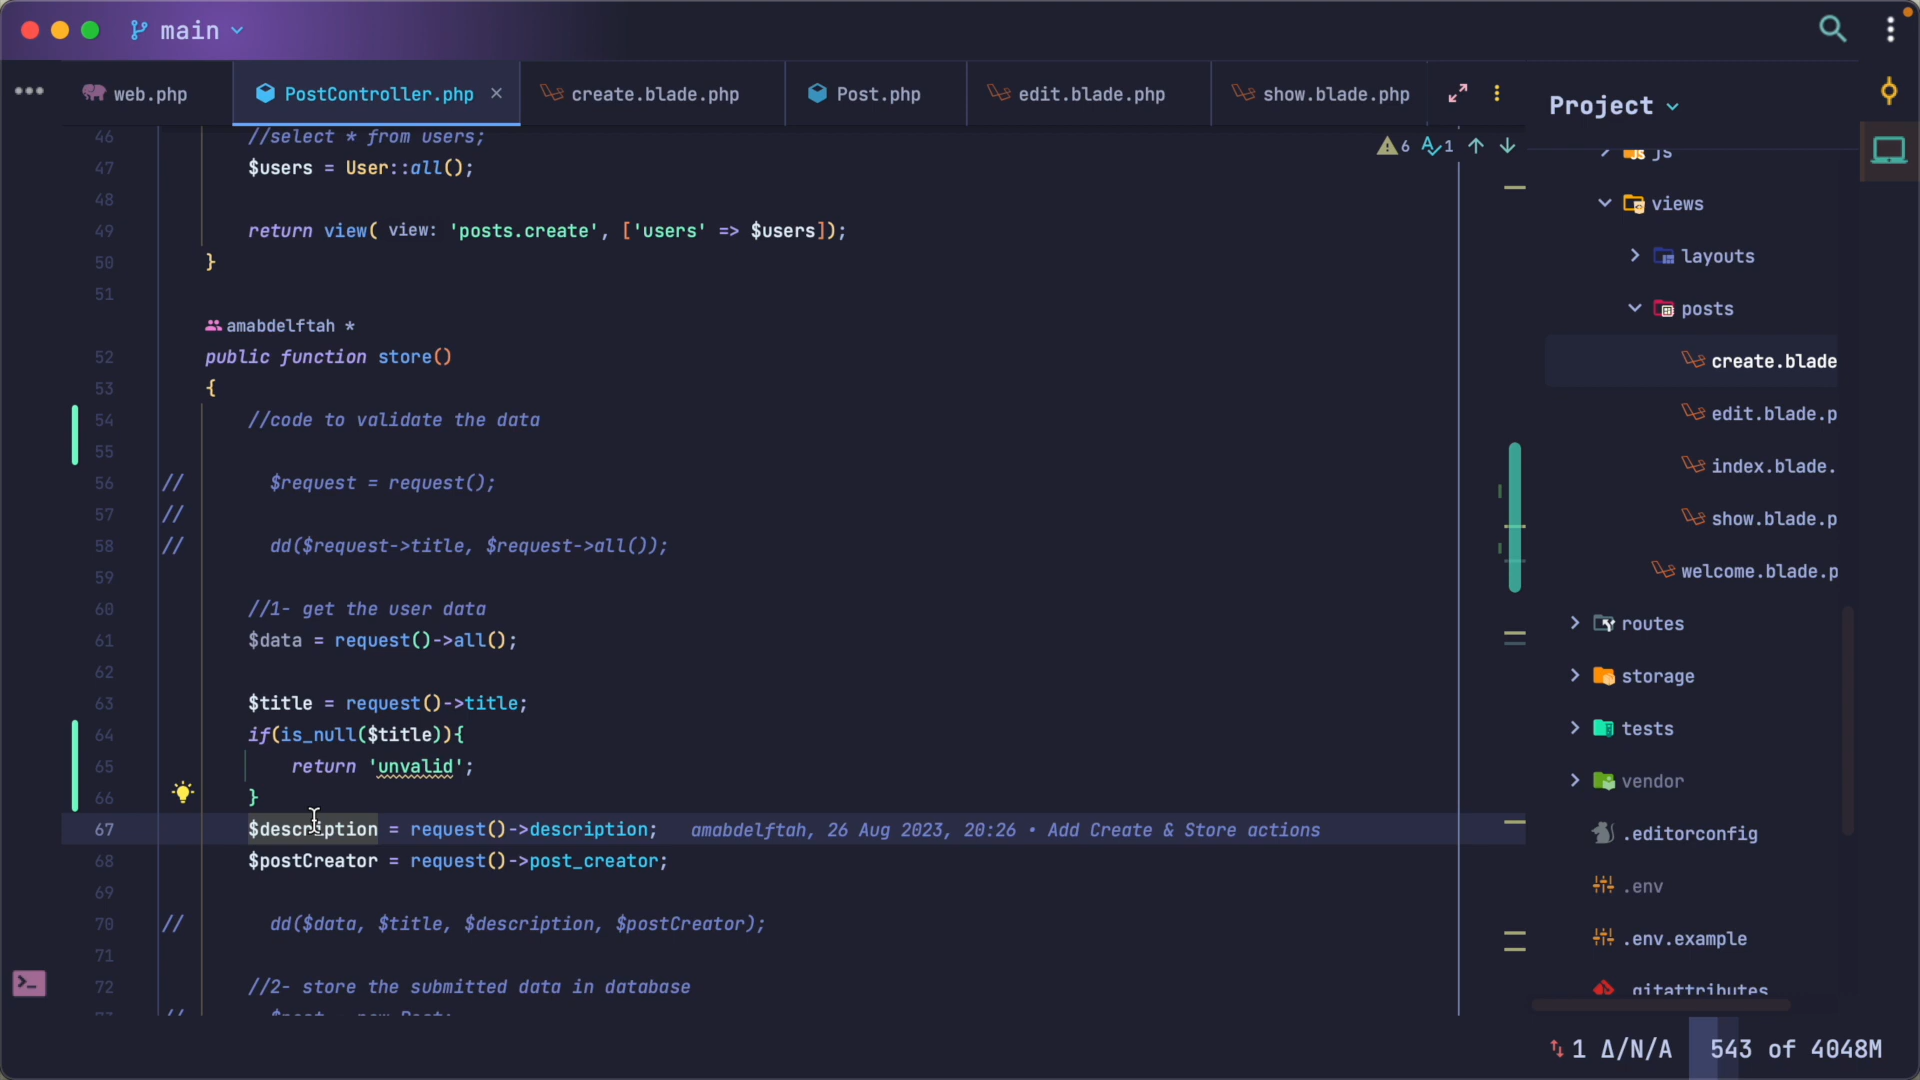 main
web.php
PostController.php
create.blade.php
Post.php
edit.blade.php
show.blade.php
Project
6
1
46 //select * from users;
47 $users = User::all();
48
49 return view( view: 'posts.create', ['users' => $users]);
50 }
51
amabdelftah *
52 public function store()
53 {
54 //code to validate the data
55
56 // $request = request();
57 //
58 // dd($request->title, $request->all());
59
60 //1- get the user data
61 $data = request()->all();
62
63 $title = request()->title;
64 if(is_null($title)){
65 return 'unvalid';
66 }
67 $description = request()->description; amabdelftah, 26 Aug 2023, 20:26 • Add Create & Store actions
68 $postCreator = request()->post_creator;
69
70 // dd($data, $title, $description, $postCreator);
71
72 //2- store the submitted data in database
js
views
layouts
posts
create.blade
edit.blade.p
index.blade.
show.blade.p
welcome.blade.p
routes
storage
tests
vendor
.editorconfig
.env
.env.example
.gitattributes
1 Δ/N/A
543 of 4048M